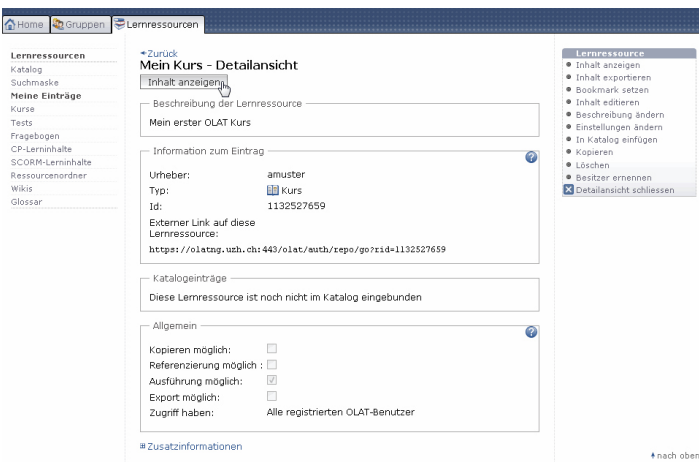 Home Gruppen Lernressourcen
Lernressourcen
Katalog
Suchmaske
Meine Einträge
Kurse
Tests
Fragebogen
CP-Lerninhalte
SCORM-Lerninhalte
Ressourcenordner
Wikis
Glossar
Zurück
Mein Kurs - Detailansicht
Inhalt anzeigen
Beschreibung der Lernressource
Mein erster OLAT Kurs
Information zum Eintrag
Urheber: amuster
Typ: Kurs
Id: 1132527659
Externer Link auf diese
Lernressource:
https://olatng.uzh.ch:443/olat/auth/repo/go?rid=1132527659
Katalogeinträge
Diese Lernressource ist noch nicht im Katalog eingebunden
Allgemein
Kopieren möglich:
Referenzierung möglich :
Ausführung möglich:
Export möglich:
Zugriff haben: Alle registrierten OLAT-Benutzer
Zusatzinformationen
Lernressource
Inhalt anzeigen
Inhalt exportieren
Bookmark setzen
Inhalt editieren
Beschreibung ändern
Einstellungen ändern
In Katalog einfügen
Kopieren
Löschen
Besitzer ernennen
Detailansicht schliessen
nach oben